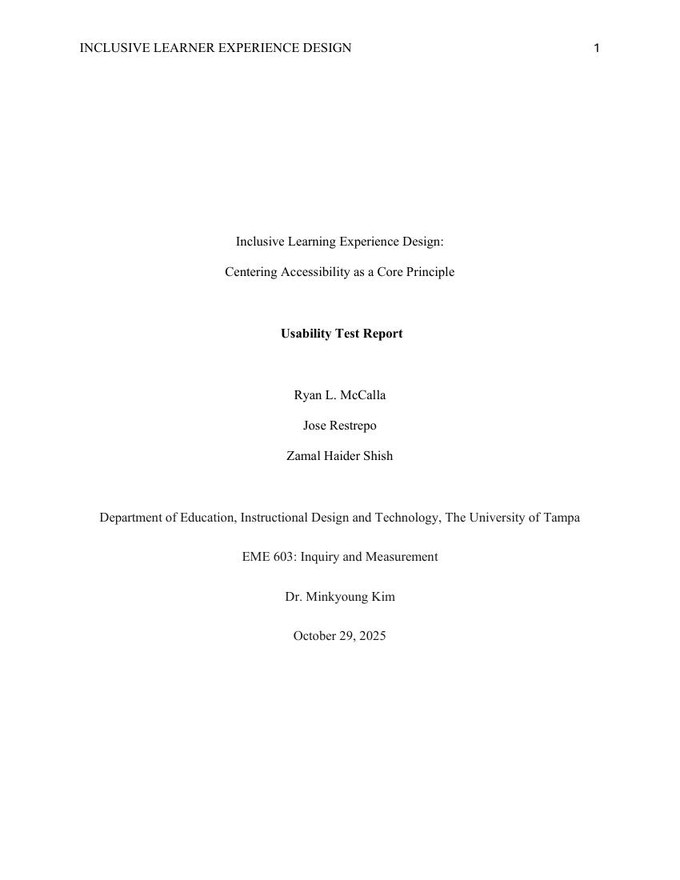 INCLUSIVE LEARNER EXPERIENCE DESIGN 1
Inclusive Learning Experience Design:
Centering Accessibility as a Core Principle
Usability Test Report
Ryan L. McCalla
Jose Restrepo
Zamal Haider Shish
Department of Education, Instructional Design and Technology, The University of Tampa
EME 603: Inquiry and Measurement
Dr. Minkyoung Kim
October 29, 2025